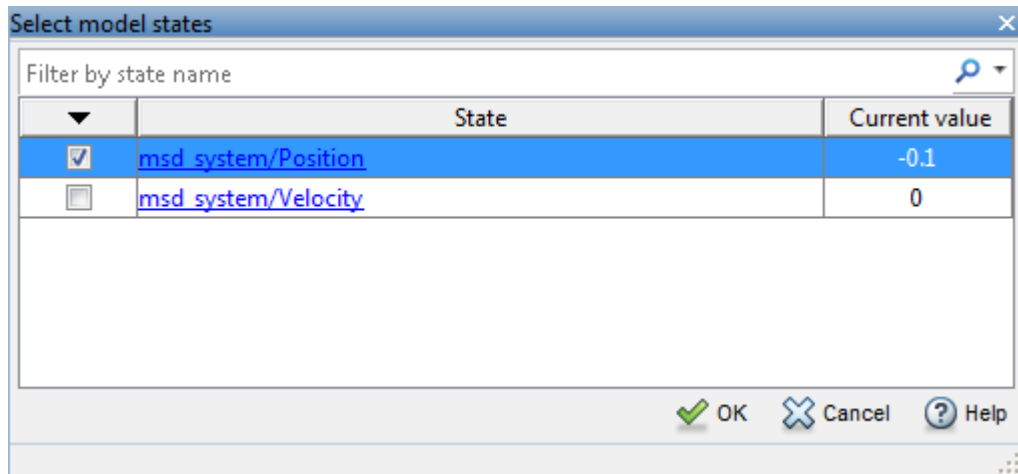 Select model states
Filter by state name
State Current value
msd_system/Position -0.1
msd_system/Velocity 0
OK Cancel Help